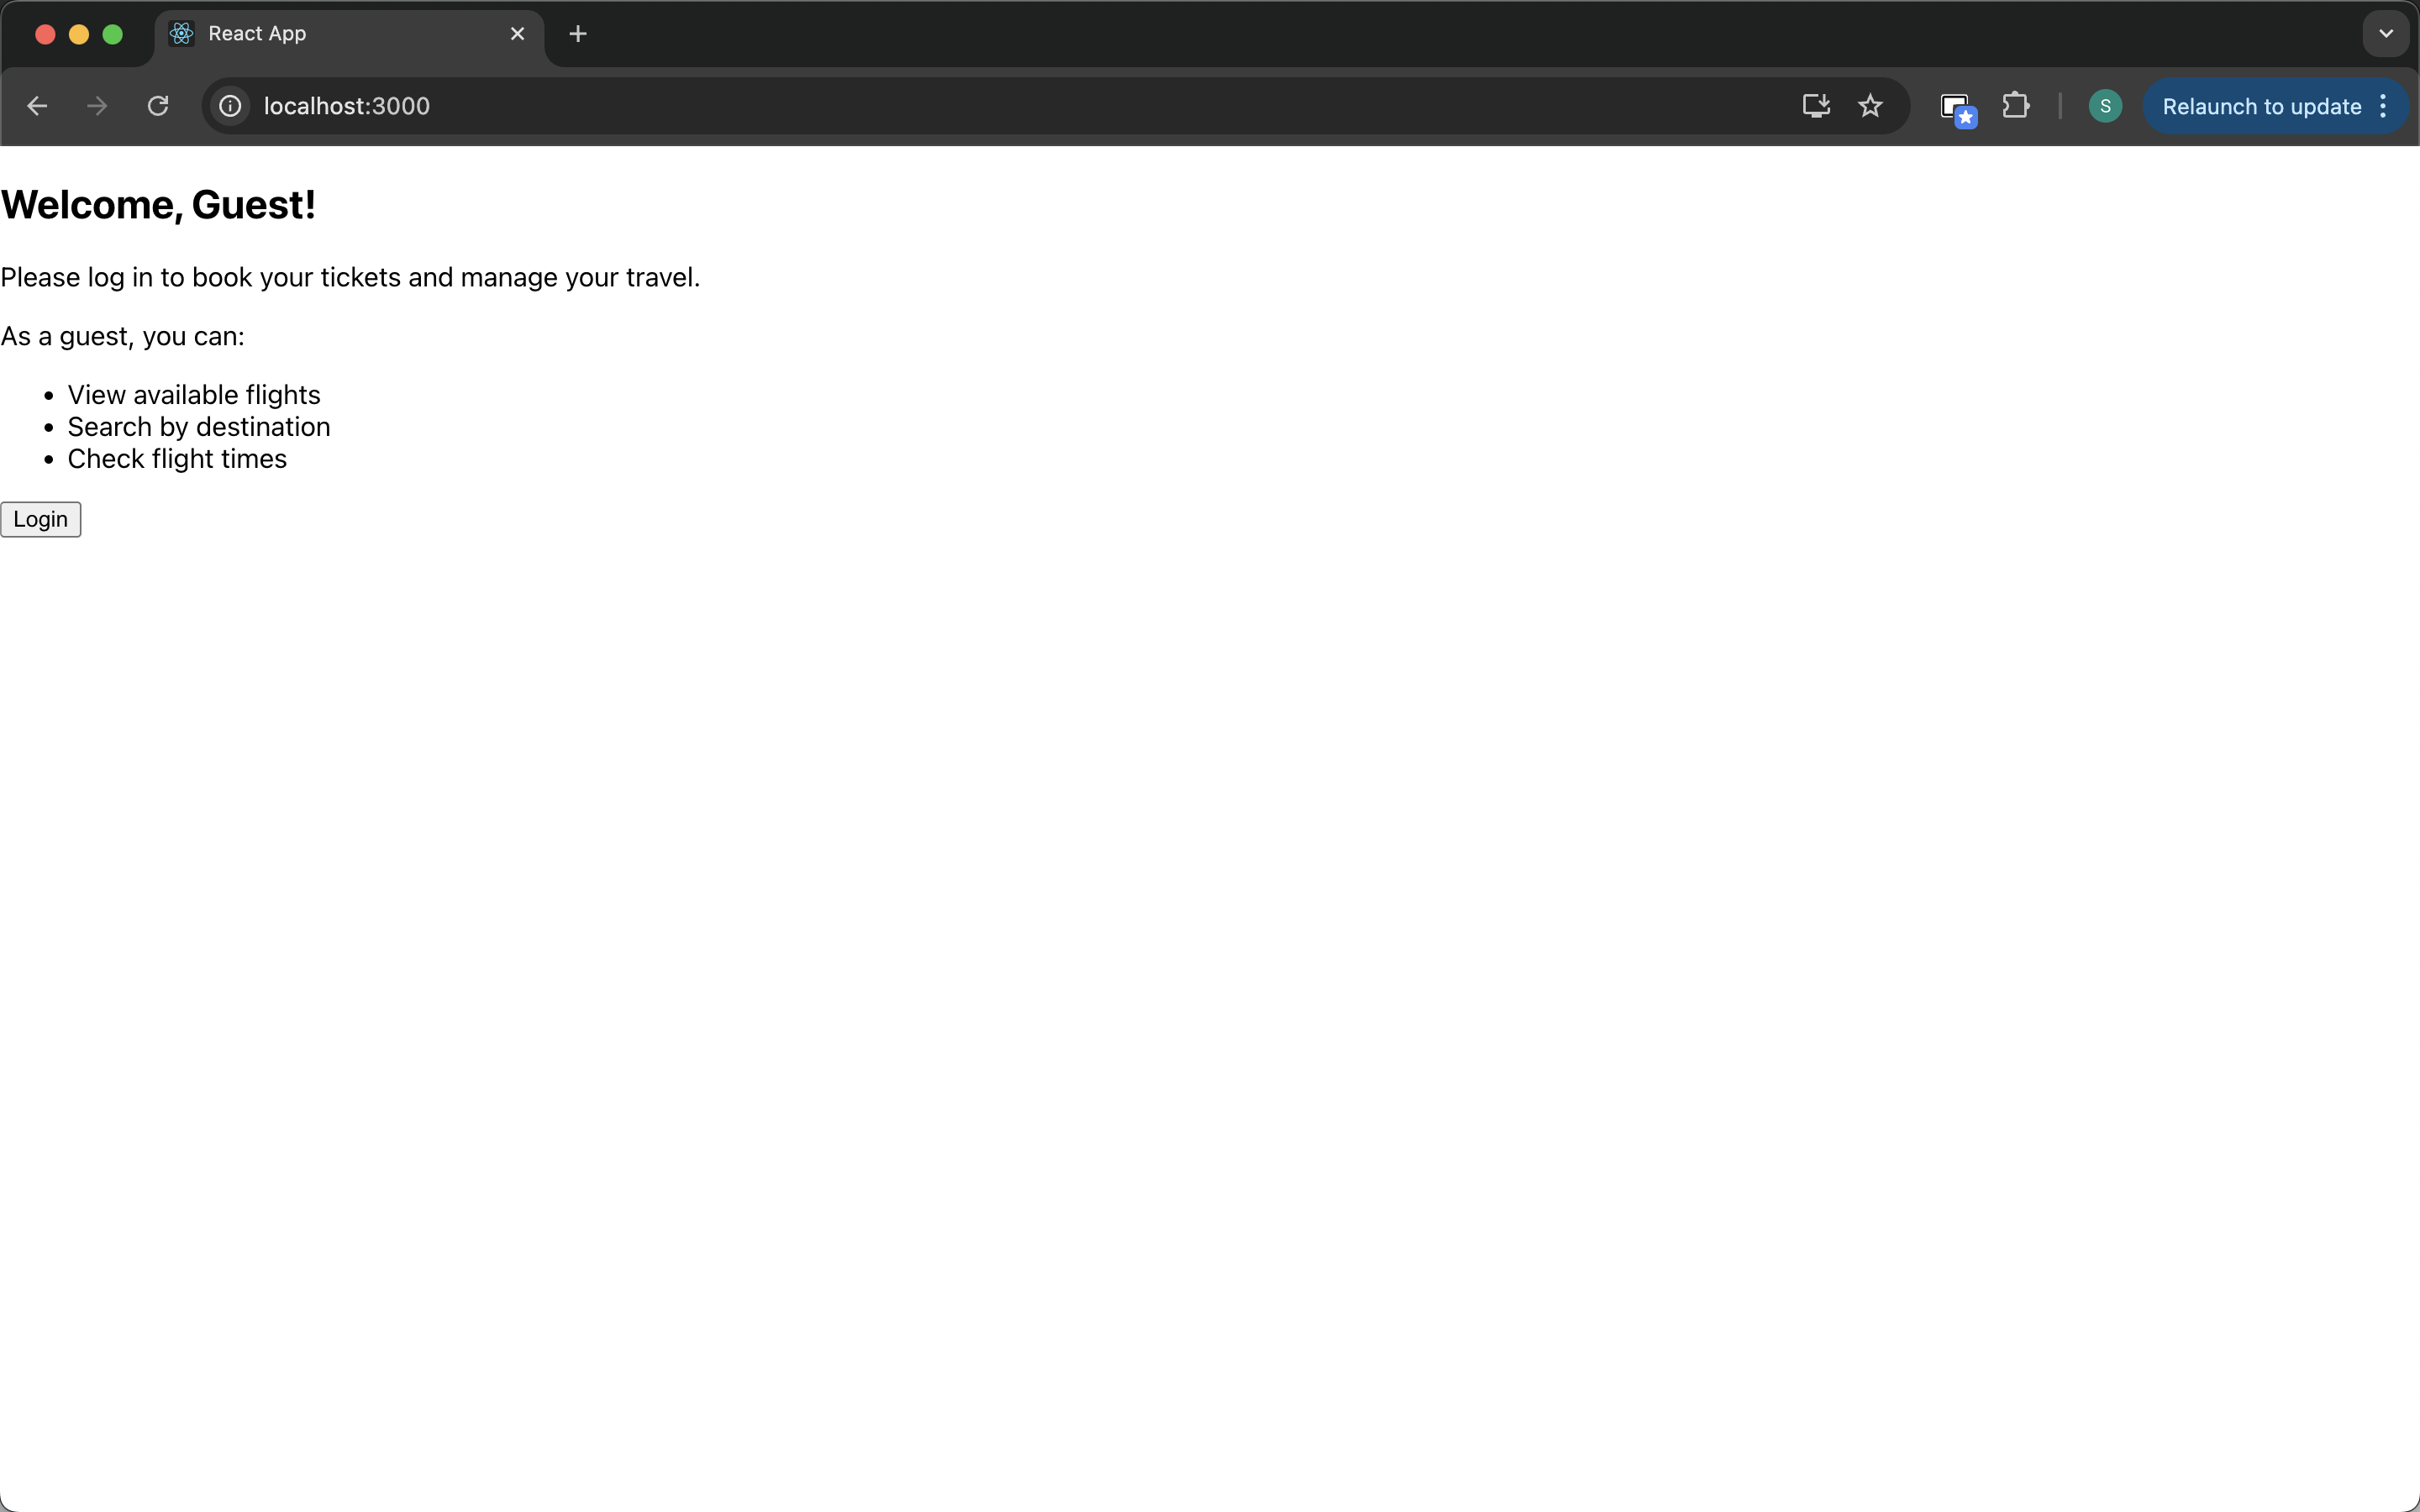 React App
localhost:3000
S
Relaunch to update
Welcome, Guest!
Please log in to book your tickets and manage your travel.
As a guest, you can:
• View available flights
• Search by destination
• Check flight times
Login